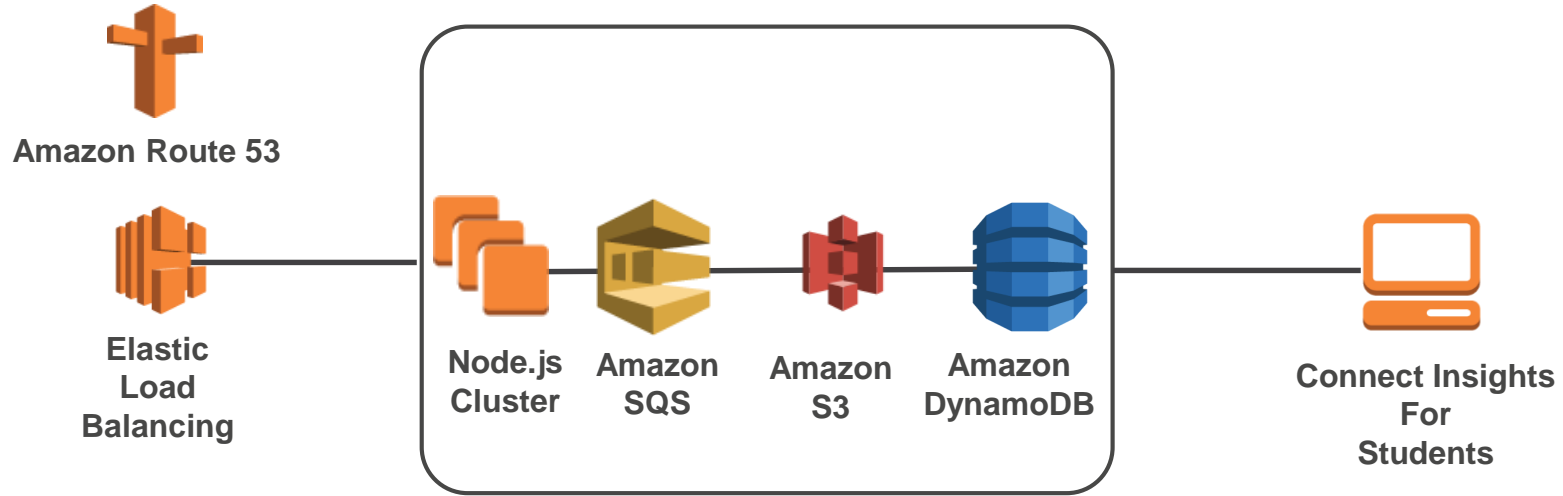 Amazon Route 53
Elastic
Load
Balancing
Node.js
Cluster
Amazon
SQS
Amazon
S3
Amazon
DynamoDB
Connect Insights
For
Students